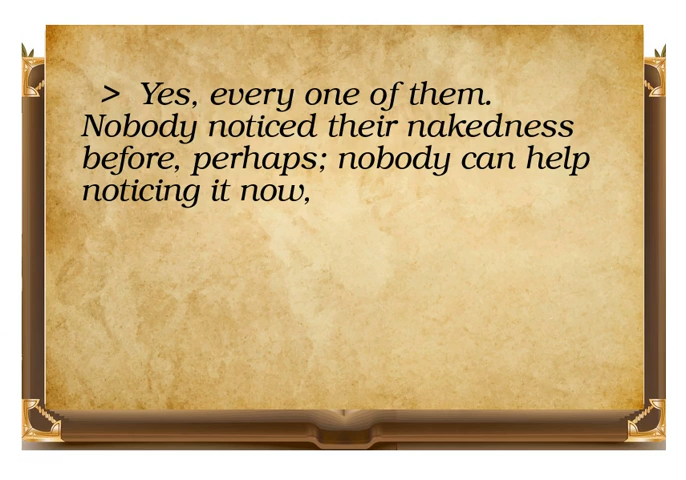 > Yes, every one of them.
Nobody noticed their nakedness
before, perhaps; nobody can help
noticing it now,